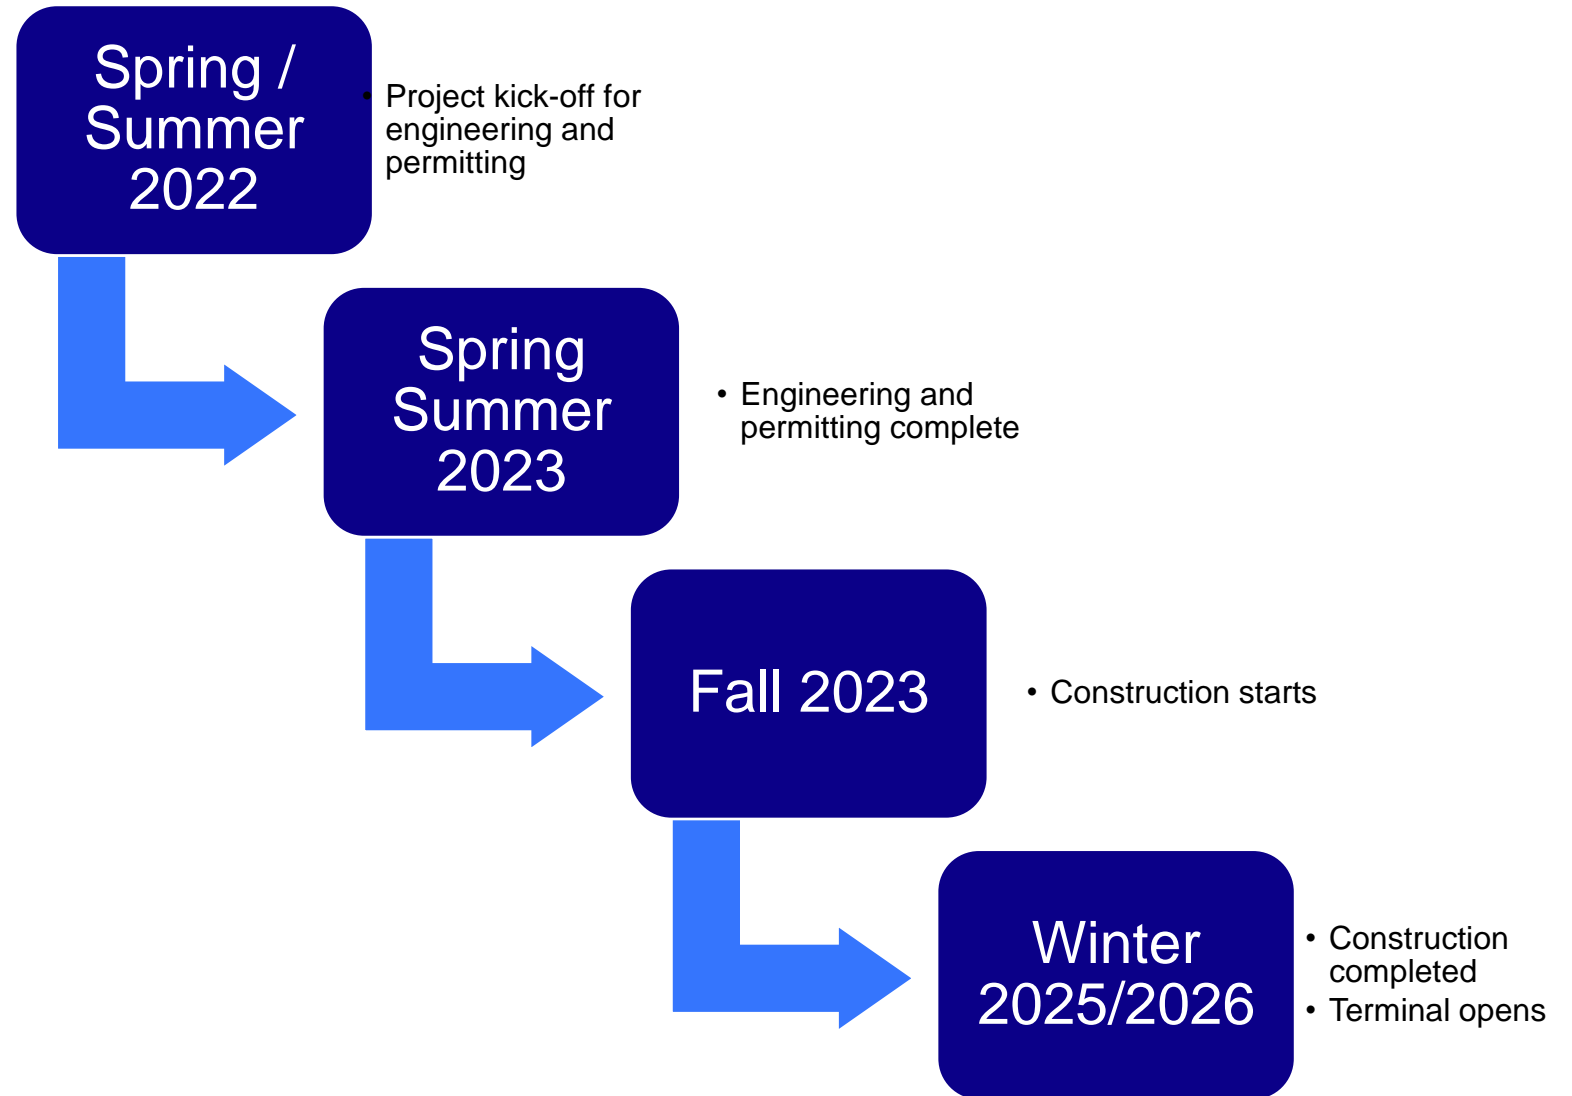 Spring /
Summer
2022
• Project kick-off for
engineering and
permitting
Spring
Summer
2023
• Engineering and
permitting complete
Fall 2023
• Construction starts
Winter
2025/2026
• Construction
completed
• Terminal opens